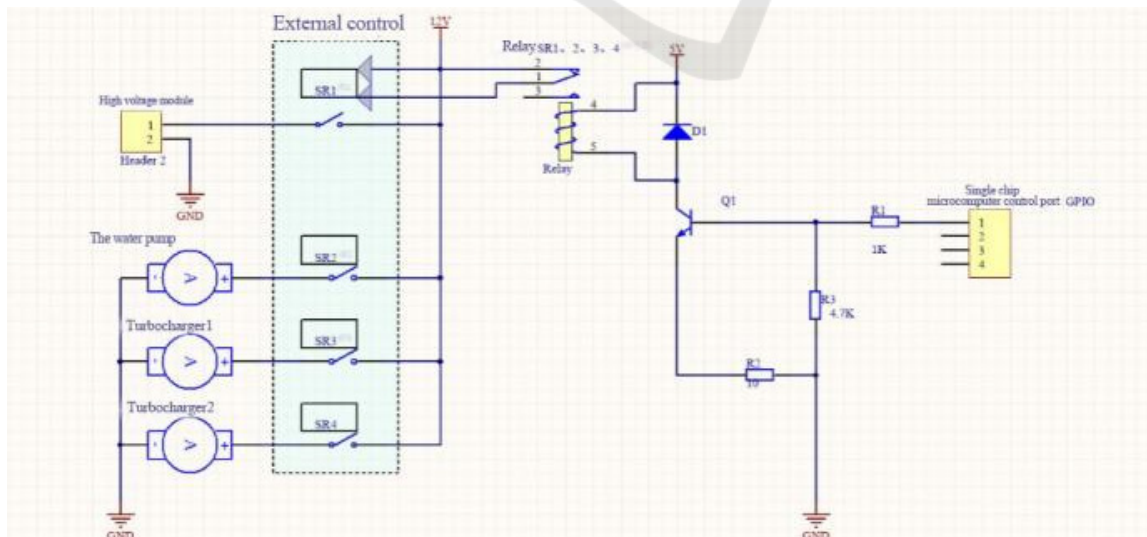 External control
12V
Relay SR1、2、3、4
5V
2
1
3
4
5
Relay
D1
SR1
High voltage module
1
2
Header 2
GND
Q1
Single chip
microcomputer control port GPIO
1
2
3
4
R1
1K
R3
4.7K
R2
10
GND
The water pump
- V +
SR2
Turbocharger1
- V +
SR3
Turbocharger2
- V +
SR4
GND